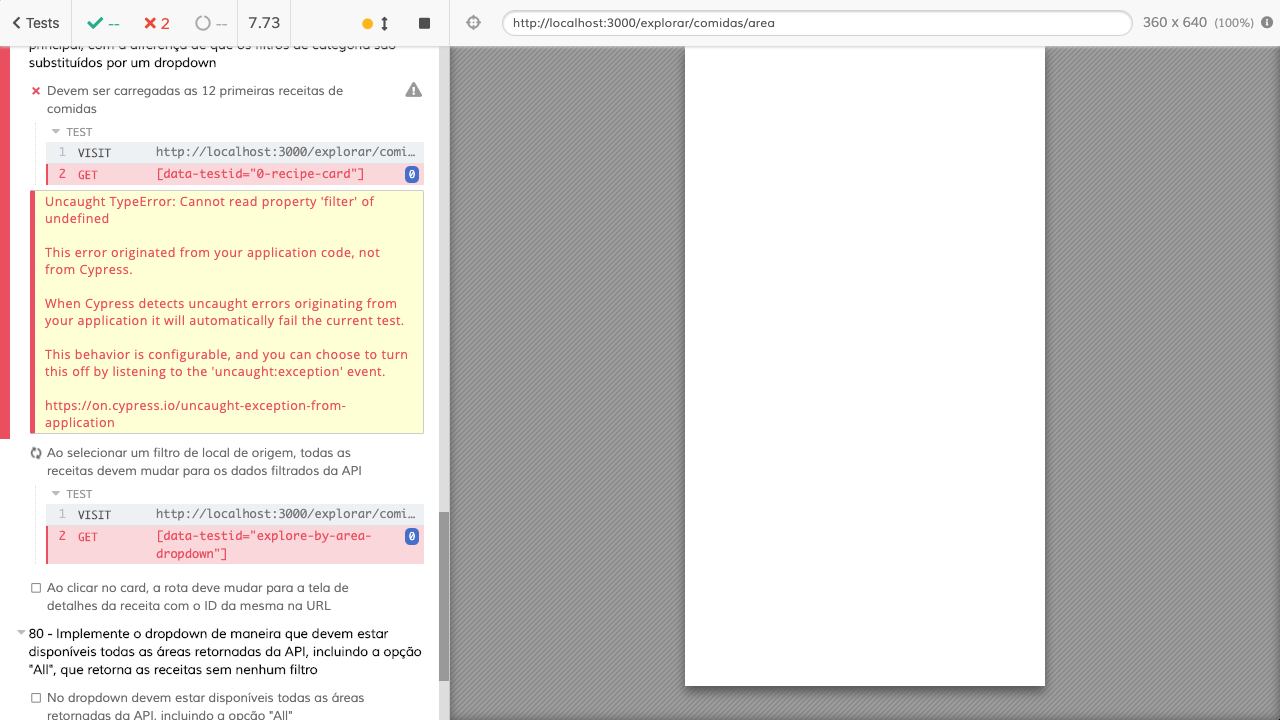 Tests
--
2
--
7.73
http://localhost:3000/explorar/comidas/area
360 x 640 (100%)
principal, com a diferença de que os filtros de categoria são
substituídos por um dropdown
Devem ser carregadas as 12 primeiras receitas de
comidas
TEST
1 VISIT http://localhost:3000/explorar/comi…
2 GET [data-testid="0-recipe-card"] 0
Uncaught TypeError: Cannot read property 'filter' of
undefined
This error originated from your application code, not
from Cypress.
When Cypress detects uncaught errors originating from
your application it will automatically fail the current test.
This behavior is configurable, and you can choose to turn
this off by listening to the 'uncaught:exception' event.
https://on.cypress.io/uncaught-exception-from-
application
Ao selecionar um filtro de local de origem, todas as
receitas devem mudar para os dados filtrados da API
TEST
1 VISIT http://localhost:3000/explorar/comi…
2 GET [data-testid="explore-by-area- 0
dropdown"]
Ao clicar no card, a rota deve mudar para a tela de
detalhes da receita com o ID da mesma na URL
80 - Implemente o dropdown de maneira que devem estar
disponíveis todas as áreas retornadas da API, incluindo a opção
"All", que retorna as receitas sem nenhum filtro
No dropdown devem estar disponíveis todas as áreas
retornadas da API, incluindo a opção "All"